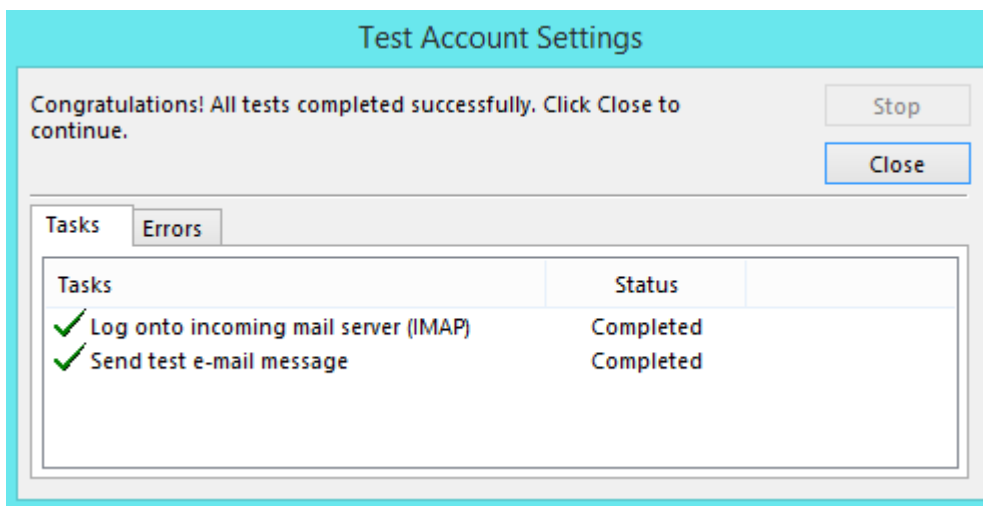 Test Account Settings
Congratulations! All tests completed successfully. Click Close to
continue.
Stop
Close
Tasks
Errors
Tasks Status
Log onto incoming mail server (IMAP) Completed
Send test e-mail message Completed